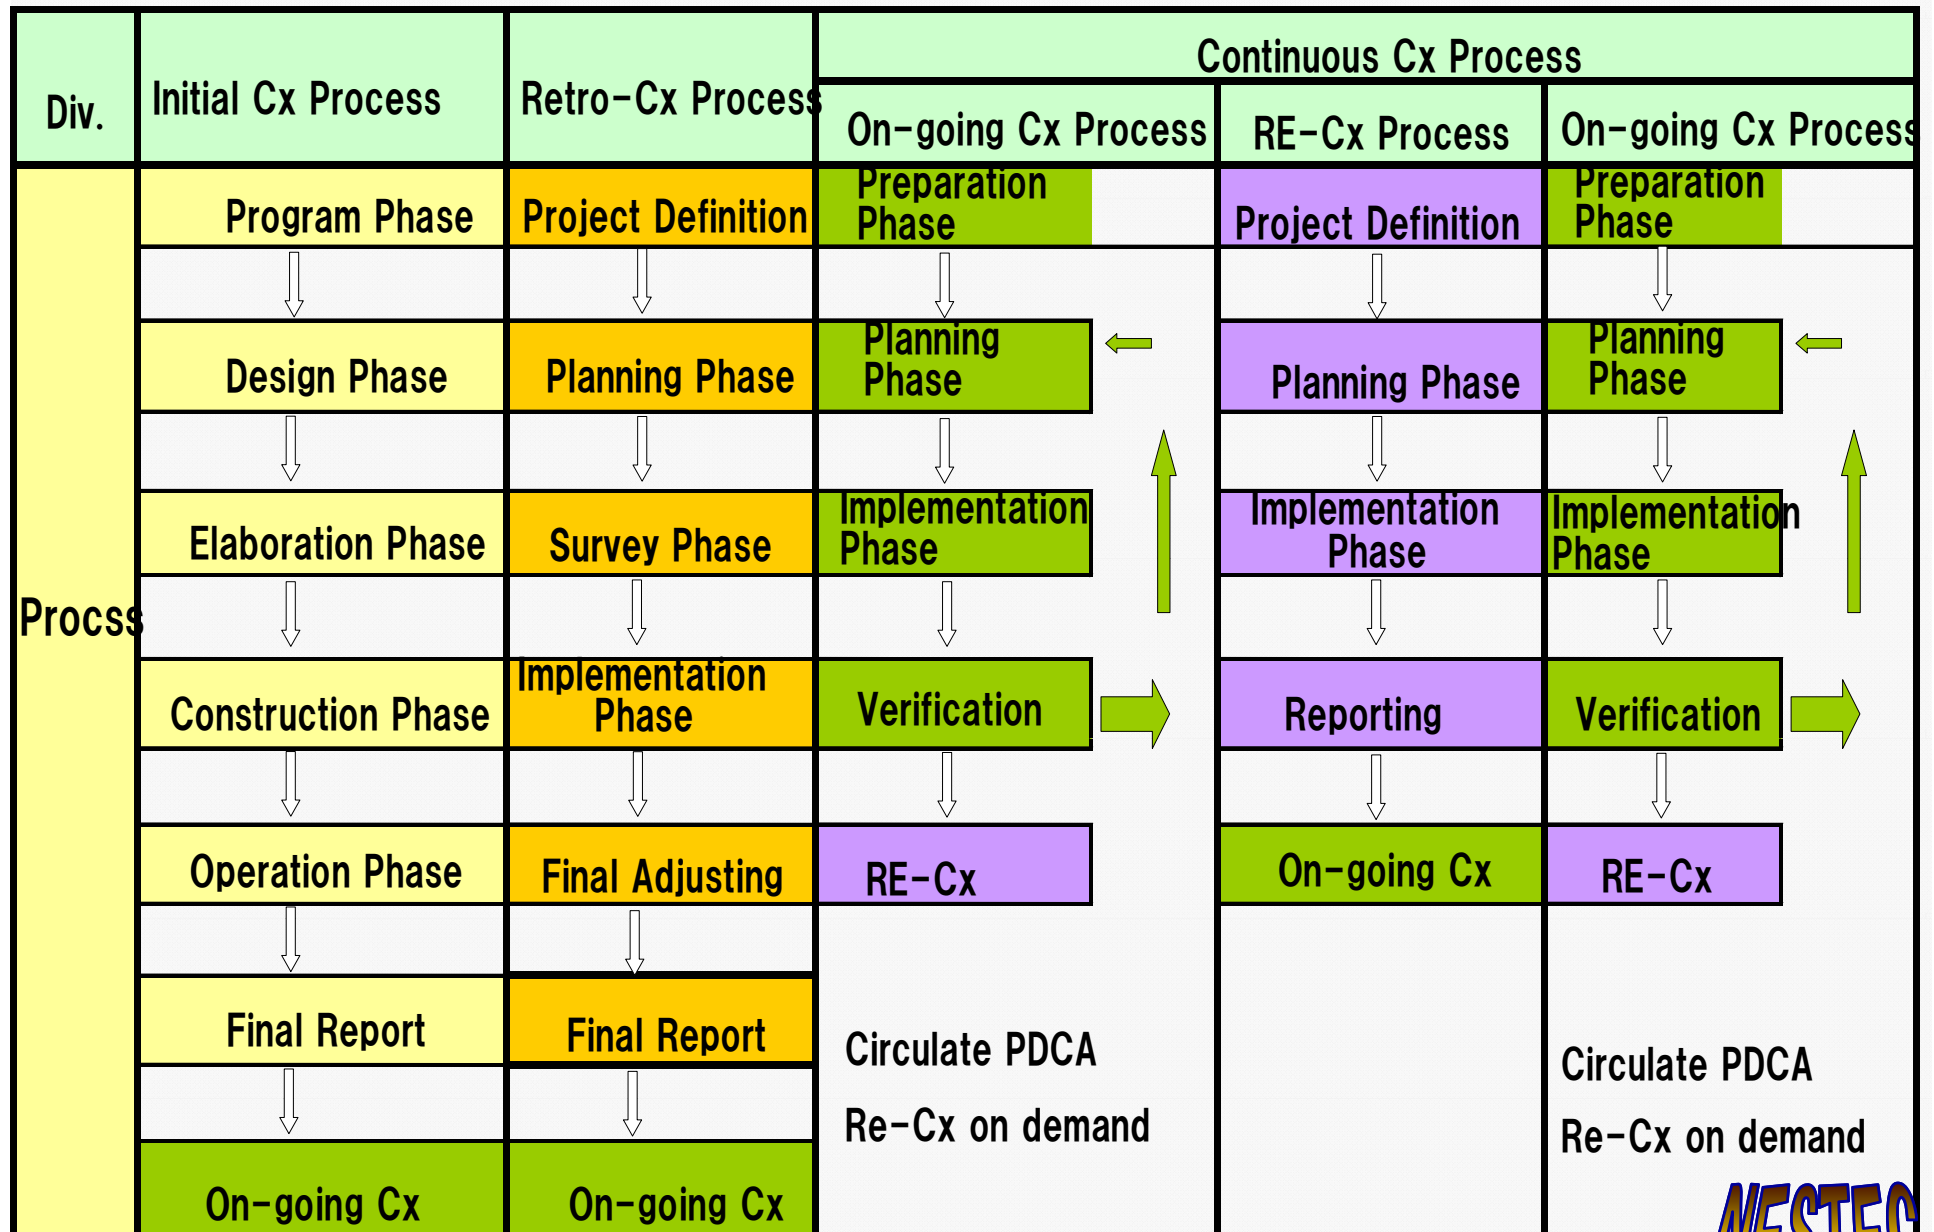 Div.
Initial Cx Process
Retro-Cx Process
Continuous Cx Process
On-going Cx Process
RE-Cx Process
On-going Cx Process
Procss
Program Phase
Design Phase
Elaboration Phase
Construction Phase
Operation Phase
Final Report
On-going Cx
Project Definition
Planning Phase
Survey Phase
Implementation
Phase
Final Adjusting
Final Report
On-going Cx
Preparation
Phase
Planning
Phase
Implementation
Phase
Verification
RE-Cx
Circulate PDCA
Re-Cx on demand
Project Definition
Planning Phase
Implementation
Phase
Reporting
On-going Cx
Preparation
Phase
Planning
Phase
Implementation
Phase
Verification
RE-Cx
Circulate PDCA
Re-Cx on demand
NESTEC